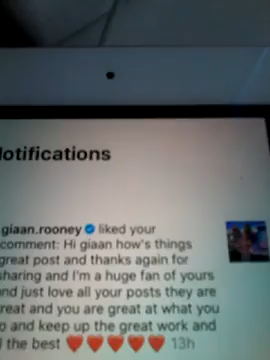 Notifications
giaan.rooney liked your
comment: Hi giaan how's things
great post and thanks again for
sharing and I'm a huge fan of yours
and just love all your posts they are
great and you are great at what you
o and keep up the great work and
l the best ❤️❤️❤️❤️❤️ 13h